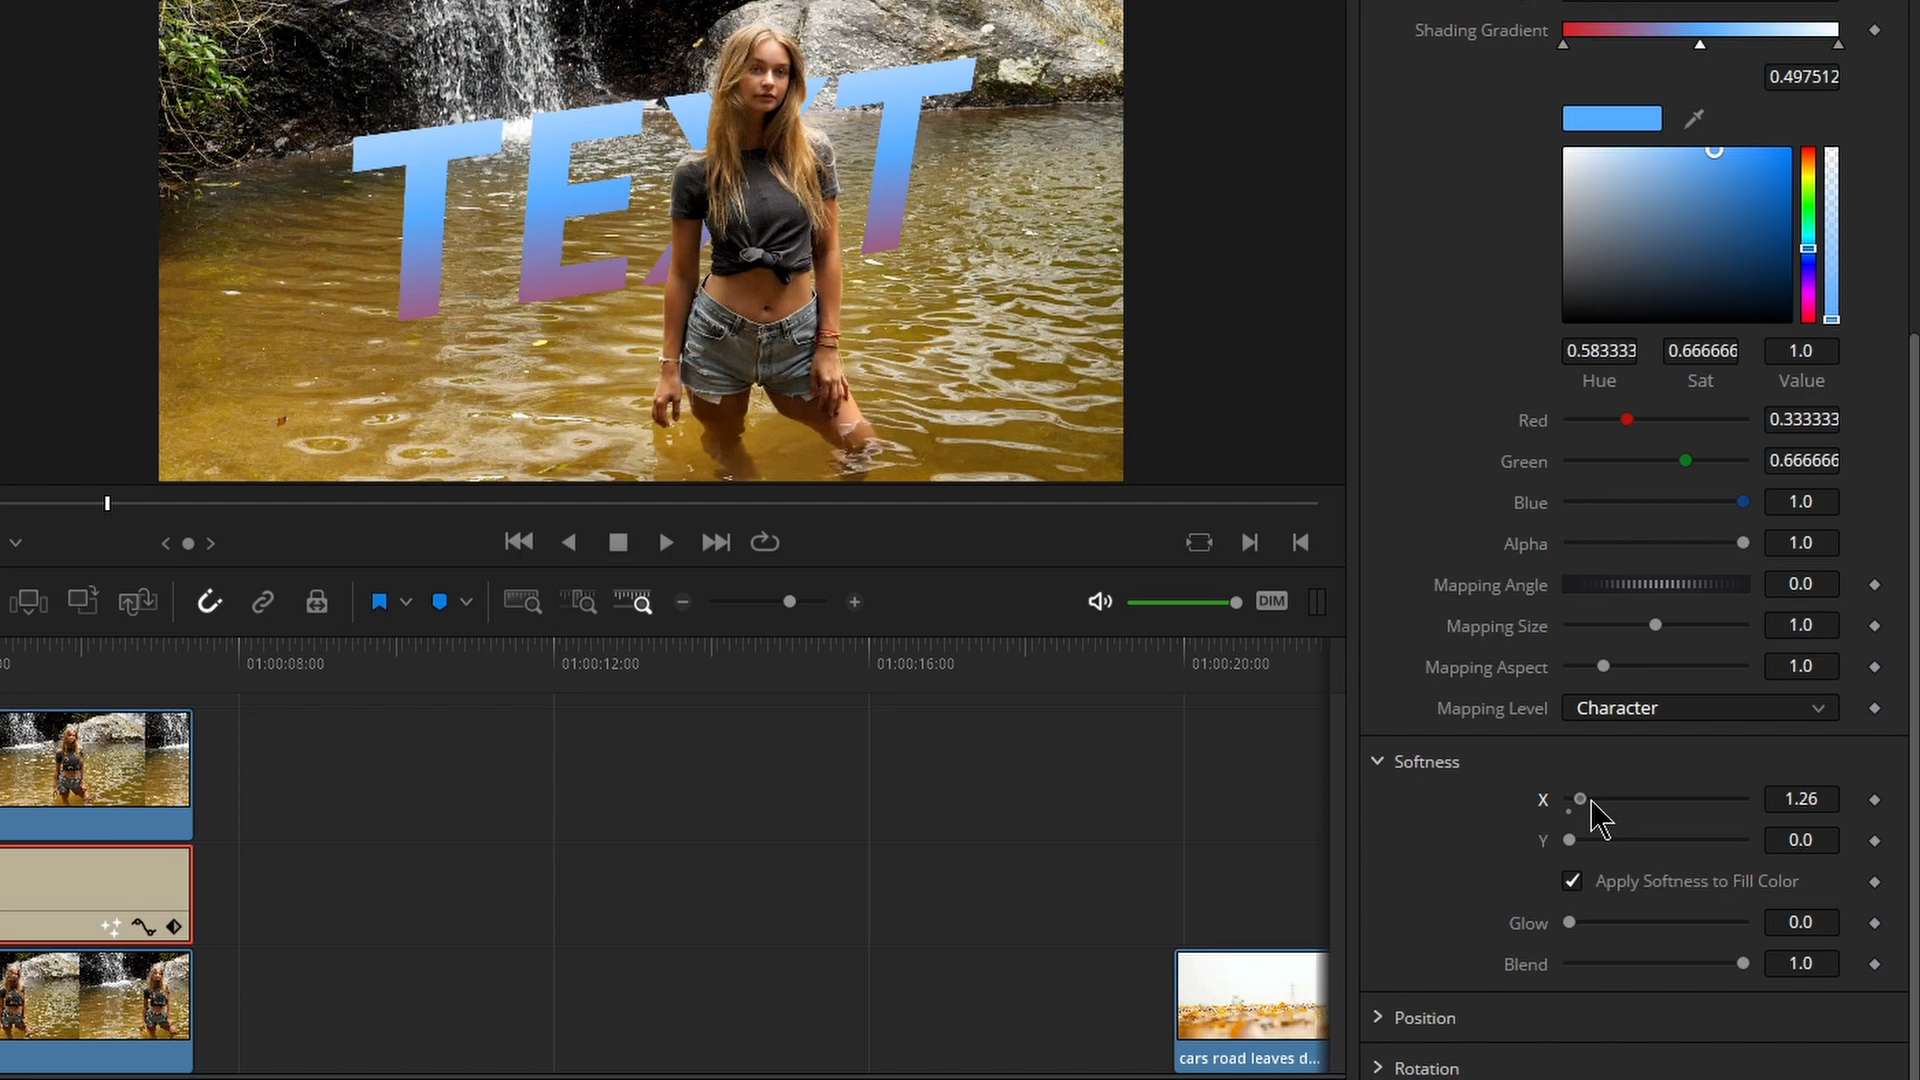 Shading Gradient
0.497512
TEXT
0.583333 0.666666 1.0
Hue Sat Value
Red 0.333333
Green 0.666666
Blue 1.0
Alpha 1.0
Mapping Angle 0.0
DIM
Mapping Size 1.0
01:00:08:00 01:00:12:00 01:00:16:00 01:00:20:00
Mapping Aspect 1.0
Mapping Level Character
Softness
X 1.26
Y 0.0
Apply Softness to Fill Color
Glow 0.0
Blend 1.0
Position
cars road leaves d...
Rotation